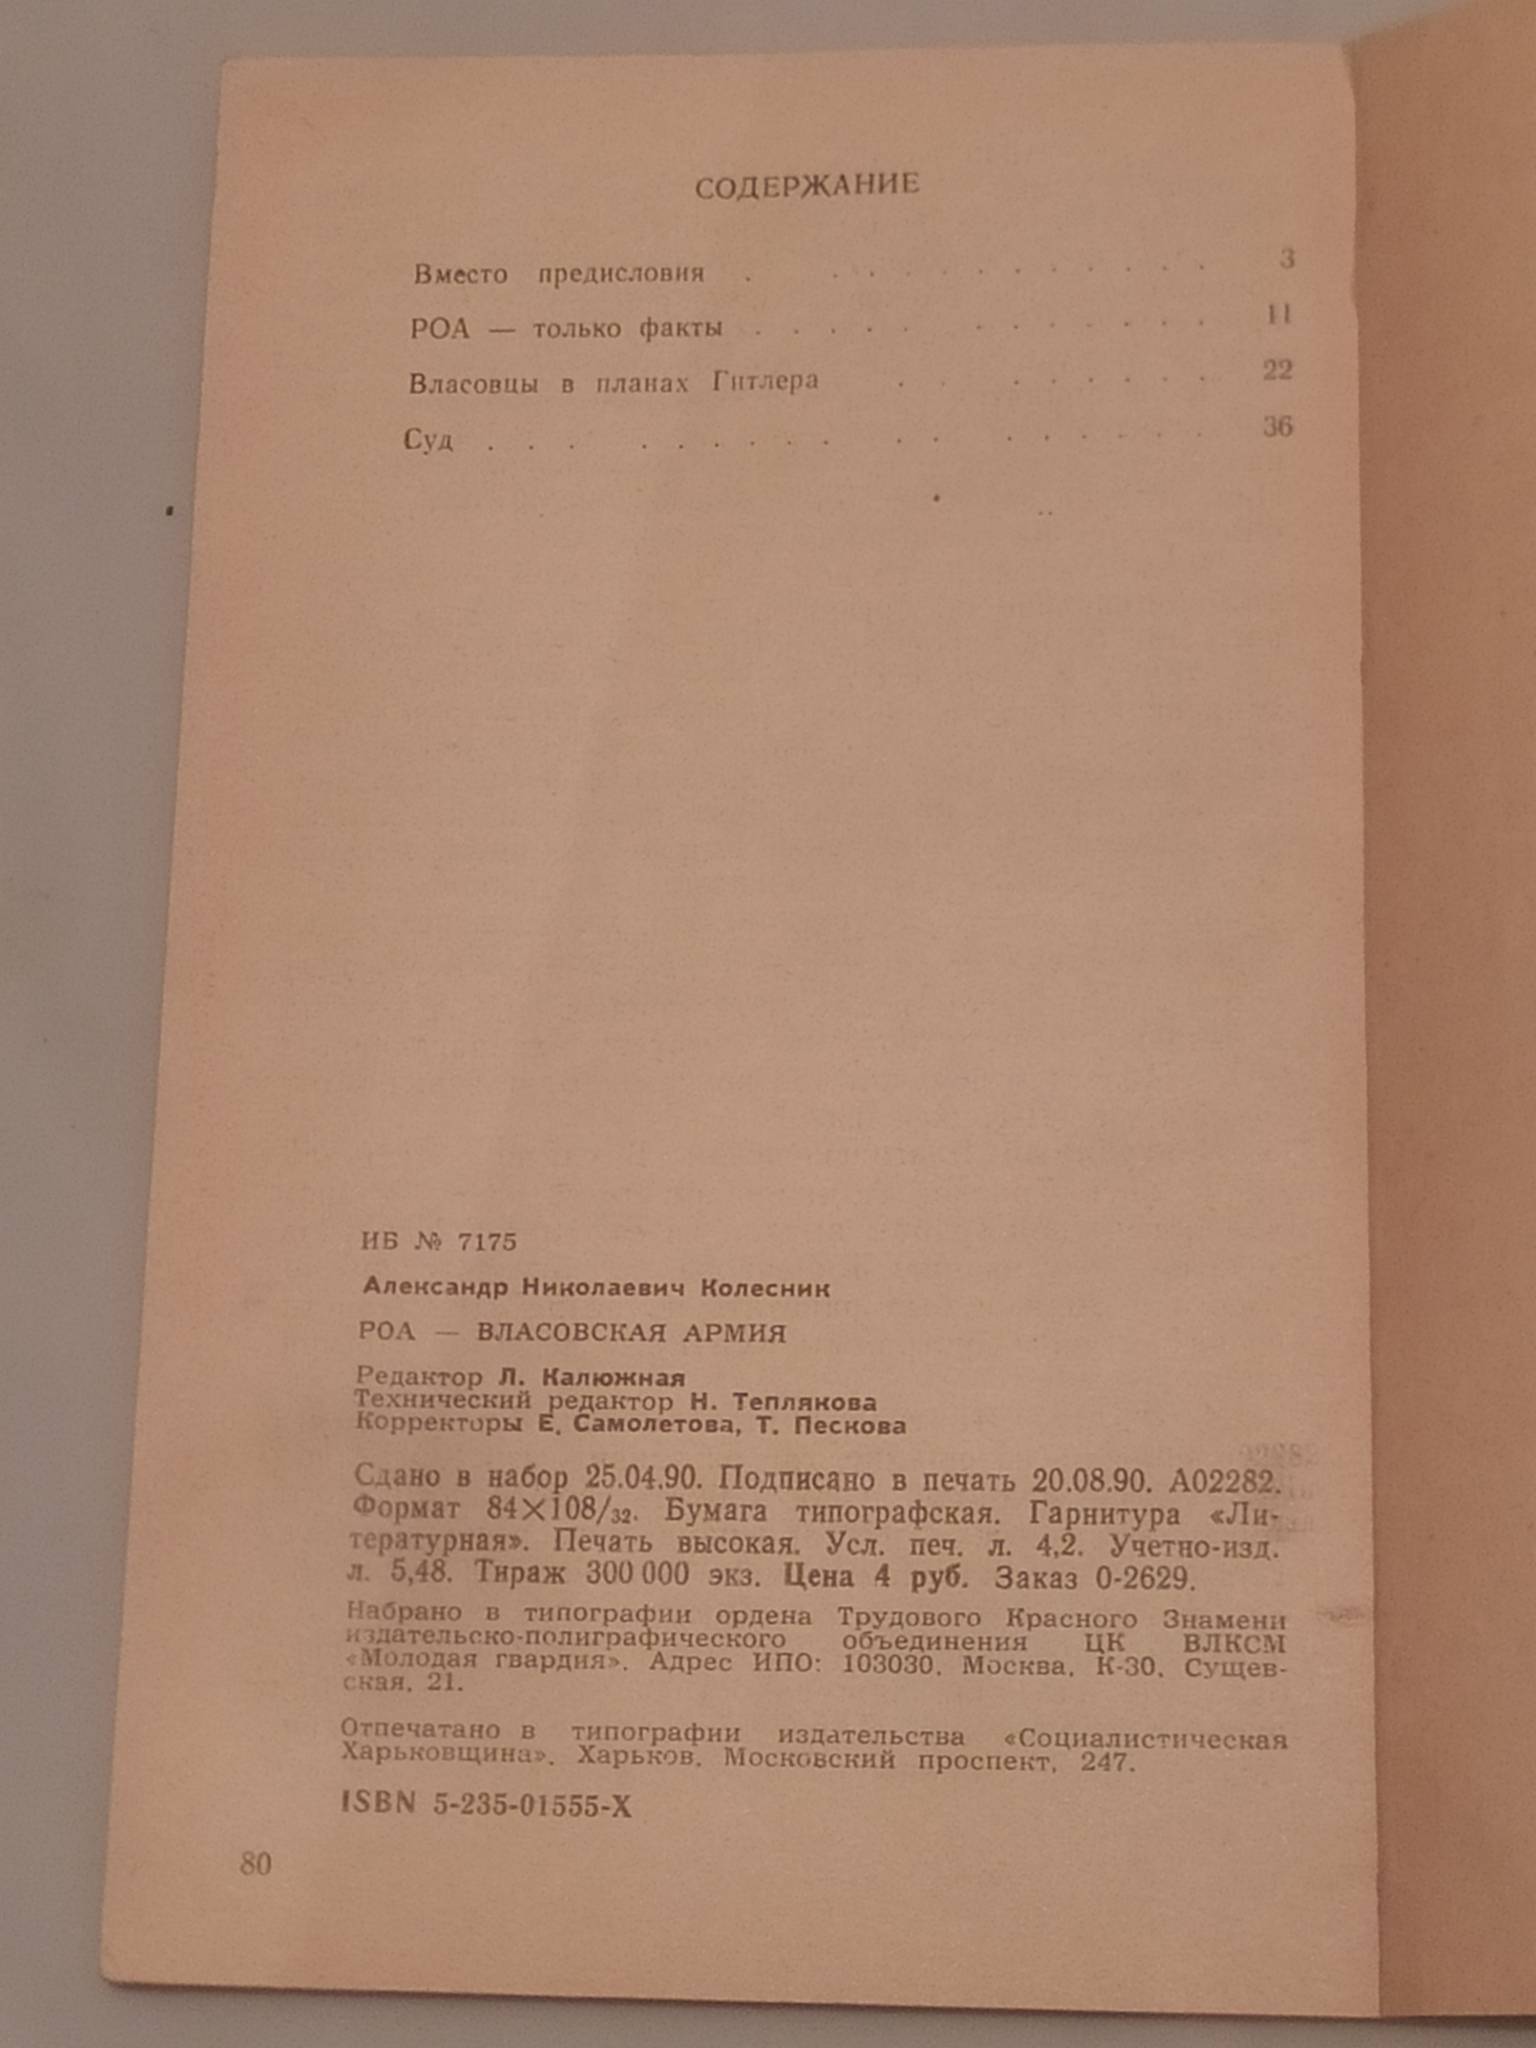 СОДЕРЖАНИЕ
Вместо предисловия . . . . . . . . . . . . 3
РОА — только факты . . . . . . . . . . . . 11
Власовцы в планах Гитлера . . . . . . . . 22
Суд . . . . . . . . . . . . . . . . . 36
ИБ № 7175
Александр Николаевич Колесник
РОА — ВЛАСОВСКАЯ АРМИЯ
Редактор Л. Калюжная
Технический редактор Н. Теплякова
Корректоры Е. Самолетова, Т. Пескова
Сдано в набор 25.04.90. Подписано в печать 20.08.90. А02282.
Формат 84×108/32. Бумага типографская. Гарнитура «Ли-
тературная». Печать высокая. Усл. печ. л. 4,2. Учетно-изд.
л. 5,48. Тираж 300 000 экз. Цена 4 руб. Заказ 0-2629.
Набрано в типографии ордена Трудового Красного Знамени
издательско-полиграфического объединения ЦК ВЛКСМ
«Молодая гвардия». Адрес ИПО: 103030, Москва, К-30, Сущев-
ская, 21.
Отпечатано в типографии издательства «Социалистическая
Харьковщина». Харьков, Московский проспект, 247.
ISBN 5-235-01555-X
80